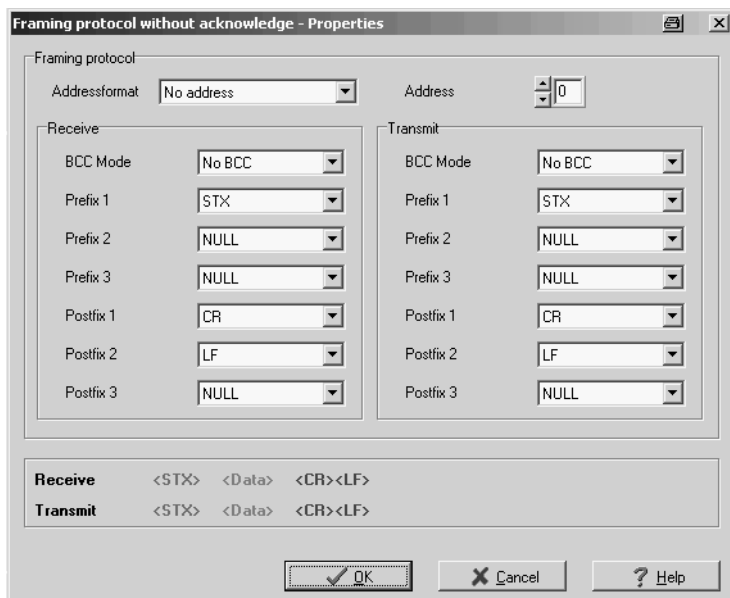 Framing protocol without acknowledge - Properties
Framing protocol
Addressformat No address Address 0
Receive
BCC Mode No BCC
Prefix 1 STX
Prefix 2 NULL
Prefix 3 NULL
Postfix 1 CR
Postfix 2 LF
Postfix 3 NULL
Transmit
BCC Mode No BCC
Prefix 1 STX
Prefix 2 NULL
Prefix 3 NULL
Postfix 1 CR
Postfix 2 LF
Postfix 3 NULL
Receive <STX> <Data> <CR><LF>
Transmit <STX> <Data> <CR><LF>
OK Cancel Help